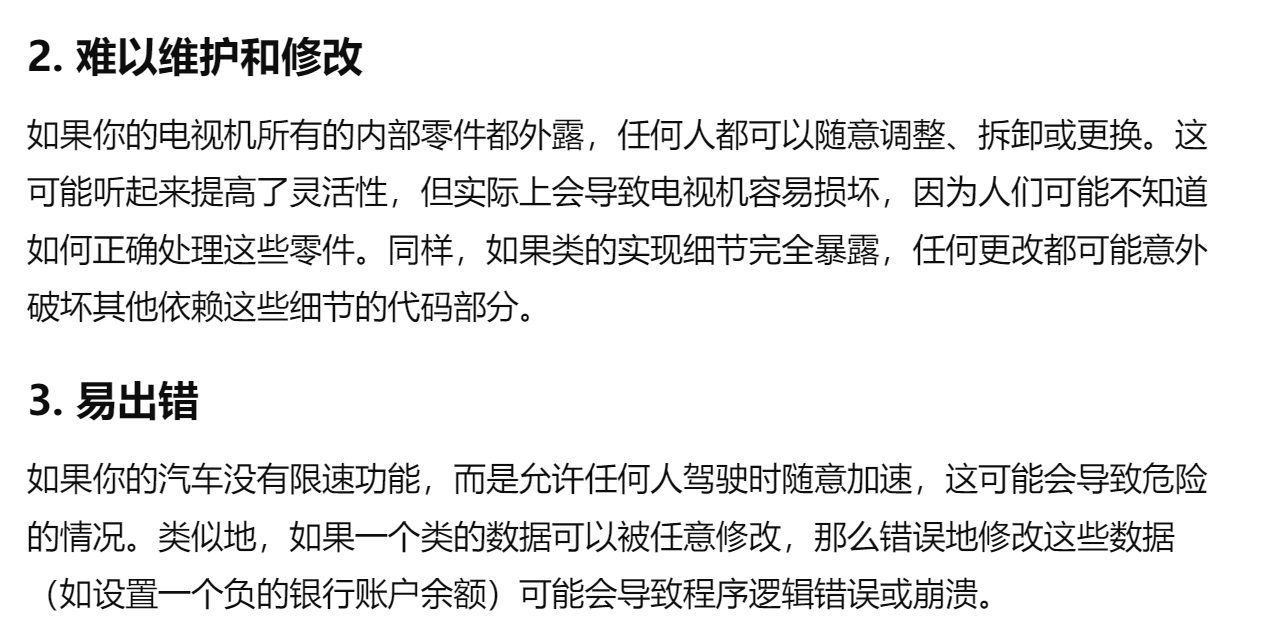 2. 难以维护和修改
如果你的电视机所有的内部零件都外露，任何人都可以随意调整、拆卸或更换。这
可能听起来提高了灵活性，但实际上会导致电视机容易损坏，因为人们可能不知道
如何正确处理这些零件。同样，如果类的实现细节完全暴露，任何更改都可能意外
破坏其他依赖这些细节的代码部分。
3. 易出错
如果你的汽车没有限速功能，而是允许任何人驾驶时随意加速，这可能会导致危险
的情况。类似地，如果一个类的数据可以被任意修改，那么错误地修改这些数据
（如设置一个负的银行账户余额）可能会导致程序逻辑错误或崩溃。